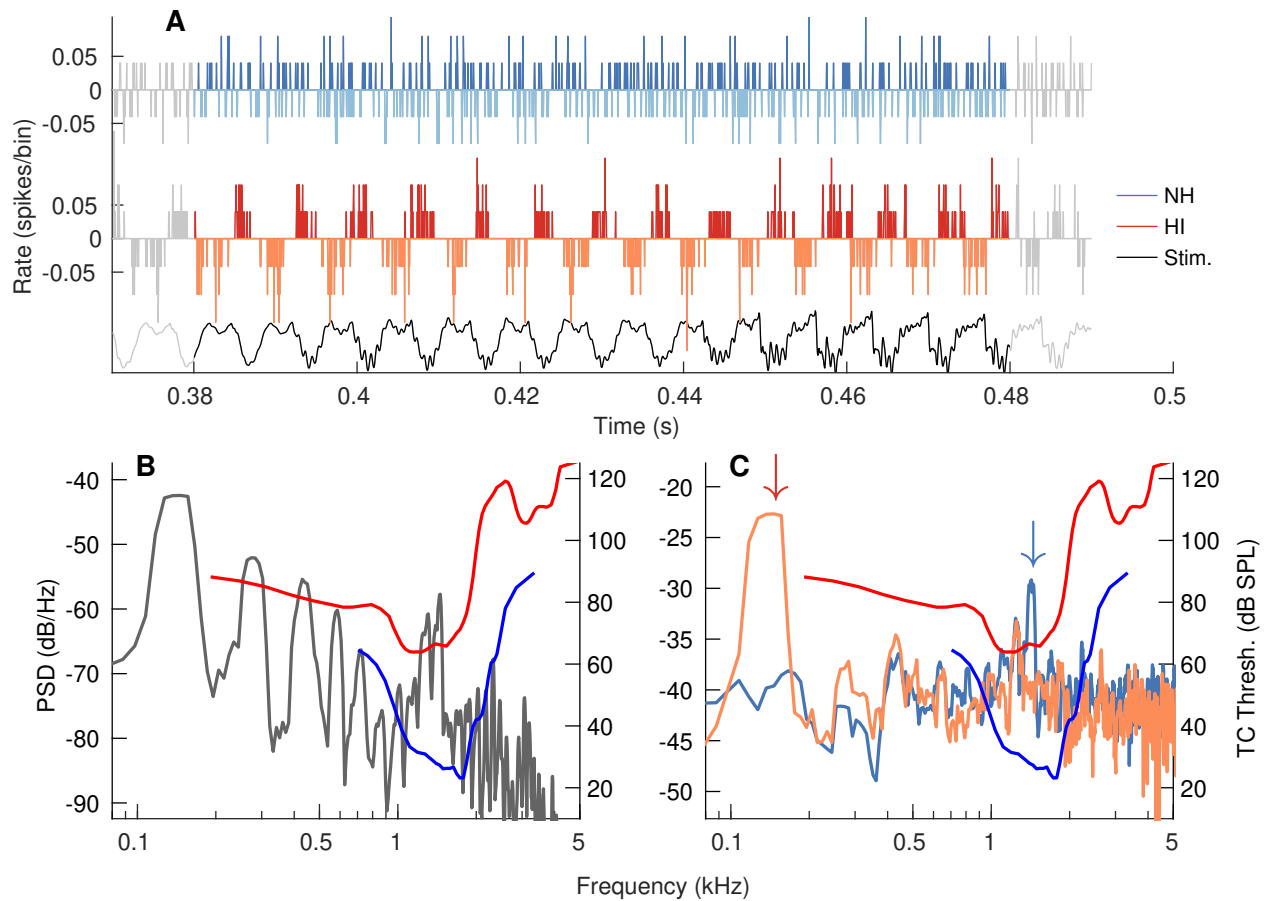 A
Rate (spikes/bin)
0.05
0
-0.05
0.05
0
-0.05
NH
HI
Stim.
0.38 0.4 0.42 0.44 0.46 0.48 0.5
Time (s)
B
PSD (dB/Hz)
-40
-50
-60
-70
-80
-90
120
100
80
60
40
20
0.1 0.5 1 5
C
-20
-25
-30
-35
-40
-45
-50
120
100
80
60
40
20
TC Thresh. (dB SPL)
0.1 0.5 1 5
Frequency (kHz)